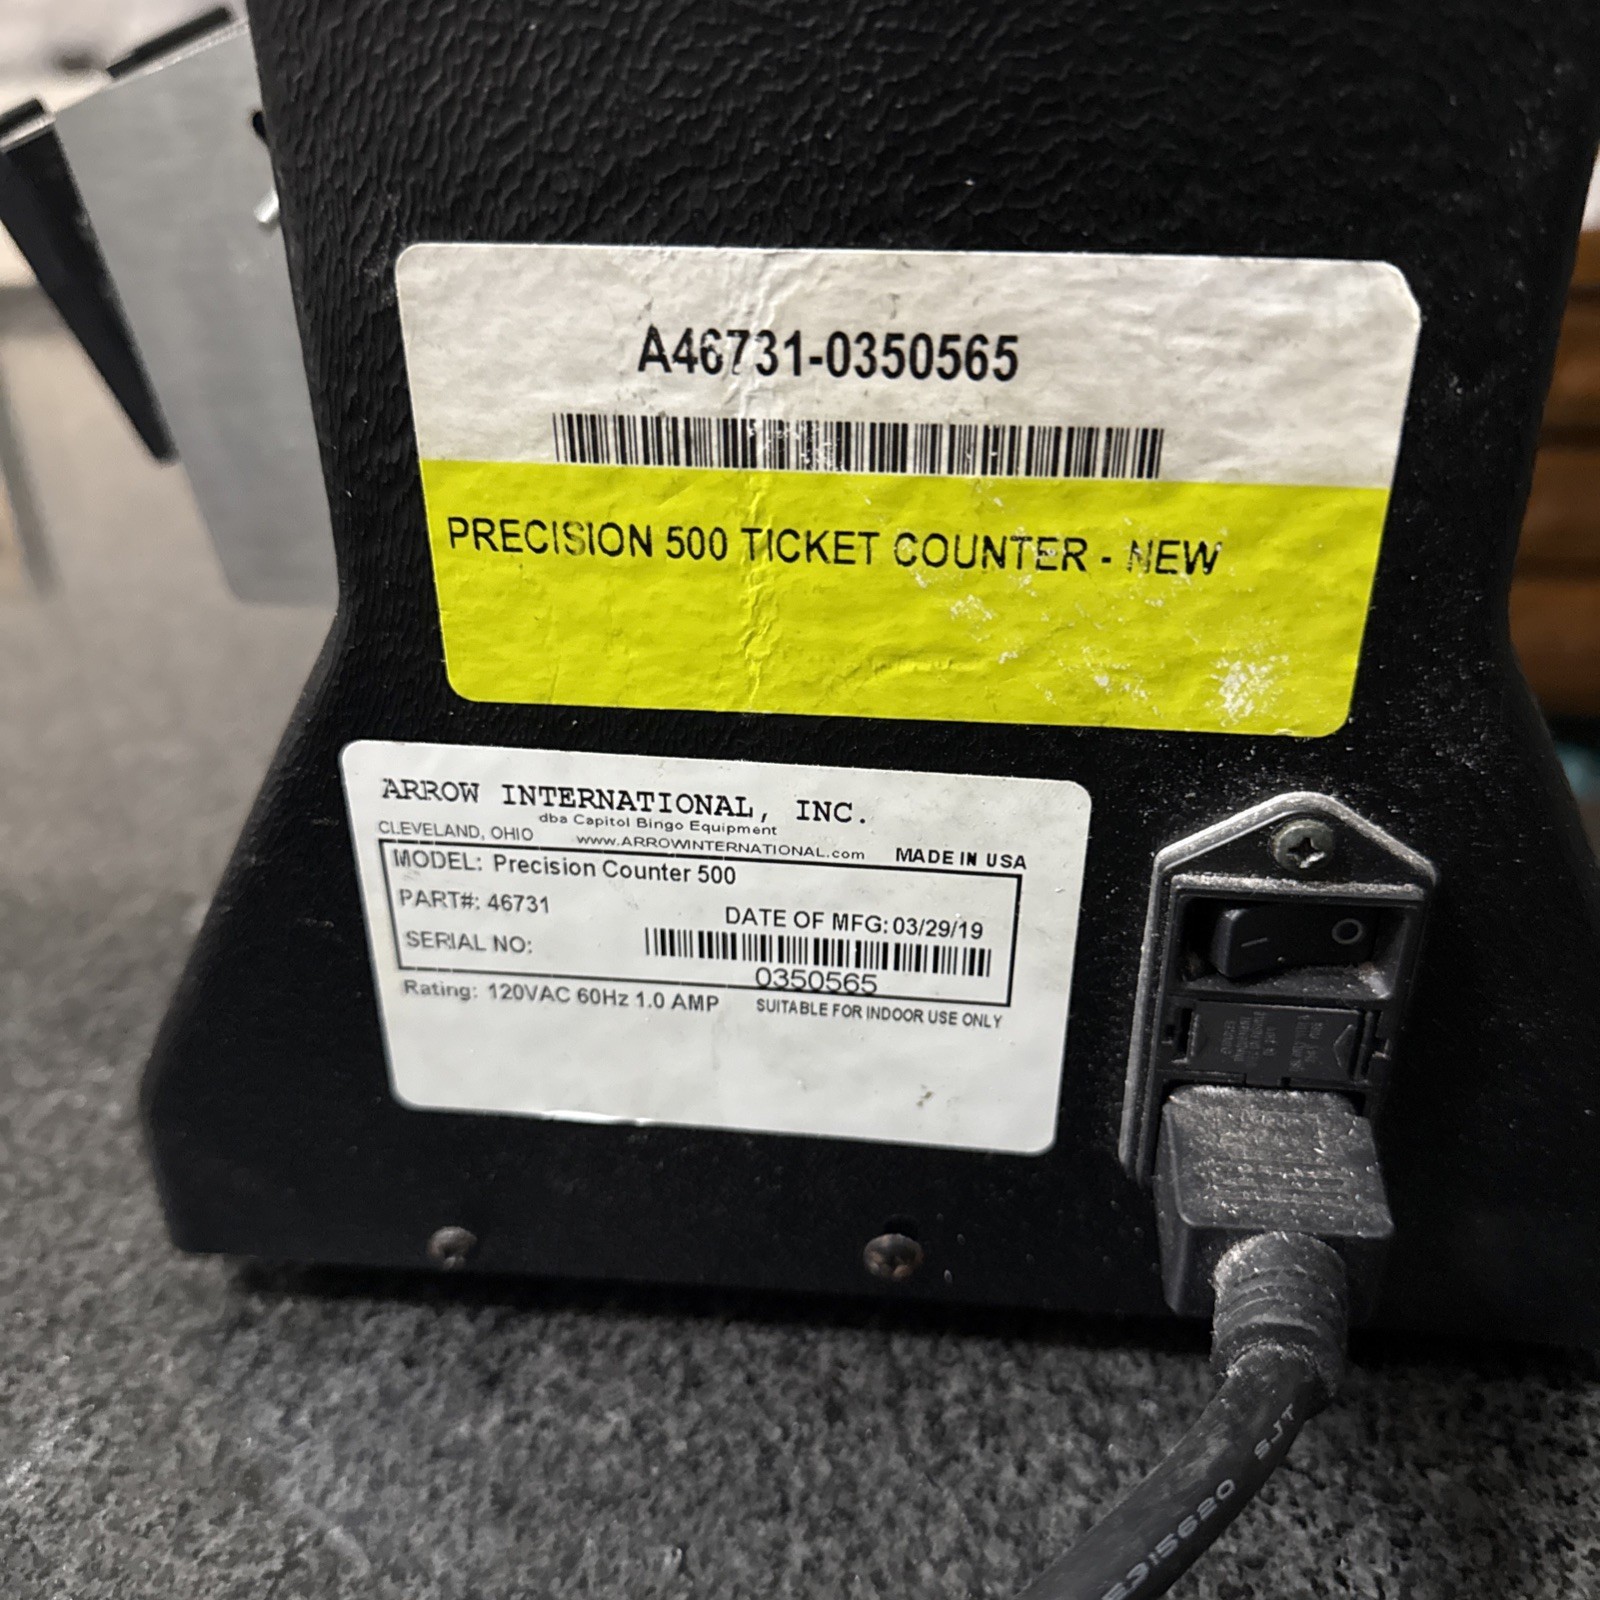 A46731-0350565
PRECISION 500 TICKET COUNTER - NEW
ARROW INTERNATIONAL, INC.
dba Capitol Bingo Equipment
CLEVELAND, OHIO www.ARROWINTERNATIONAL.com MADE IN USA
MODEL: Precision Counter 500
PART#: 46731
DATE OF MFG: 03/29/19
SERIAL NO:
0350565
Rating: 120VAC 60Hz 1.0 AMP SUITABLE FOR INDOOR USE ONLY
E315620 SJT